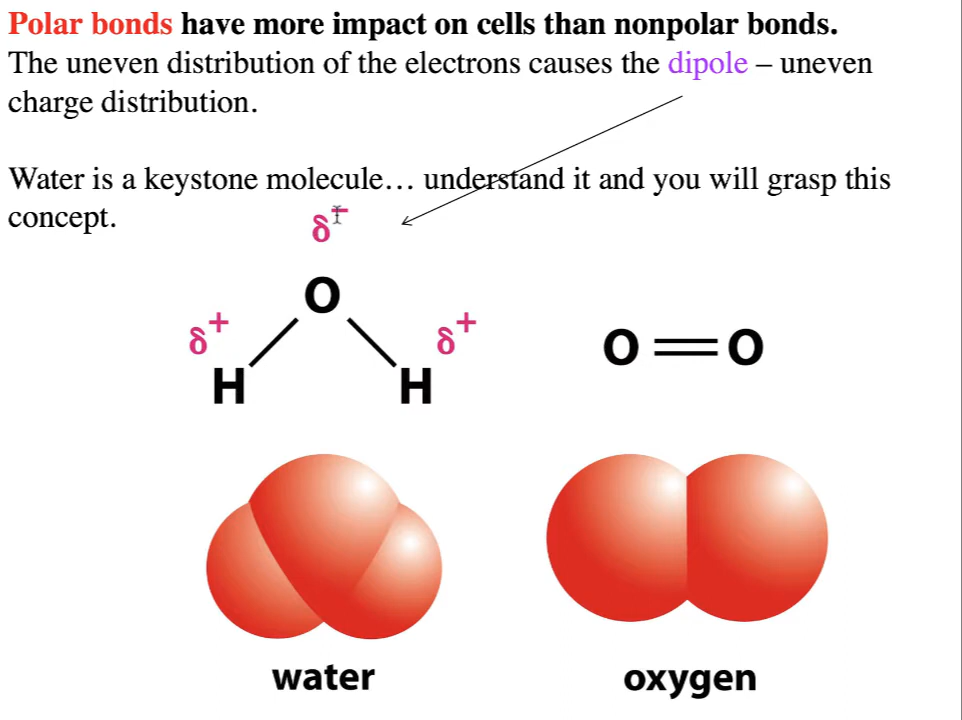 Polar bonds have more impact on cells than nonpolar bonds.
The uneven distribution of the electrons causes the dipole – uneven
charge distribution.
Water is a keystone molecule… understand it and you will grasp this
concept.
δ−
O
δ+ δ+
H H
O=O
water oxygen